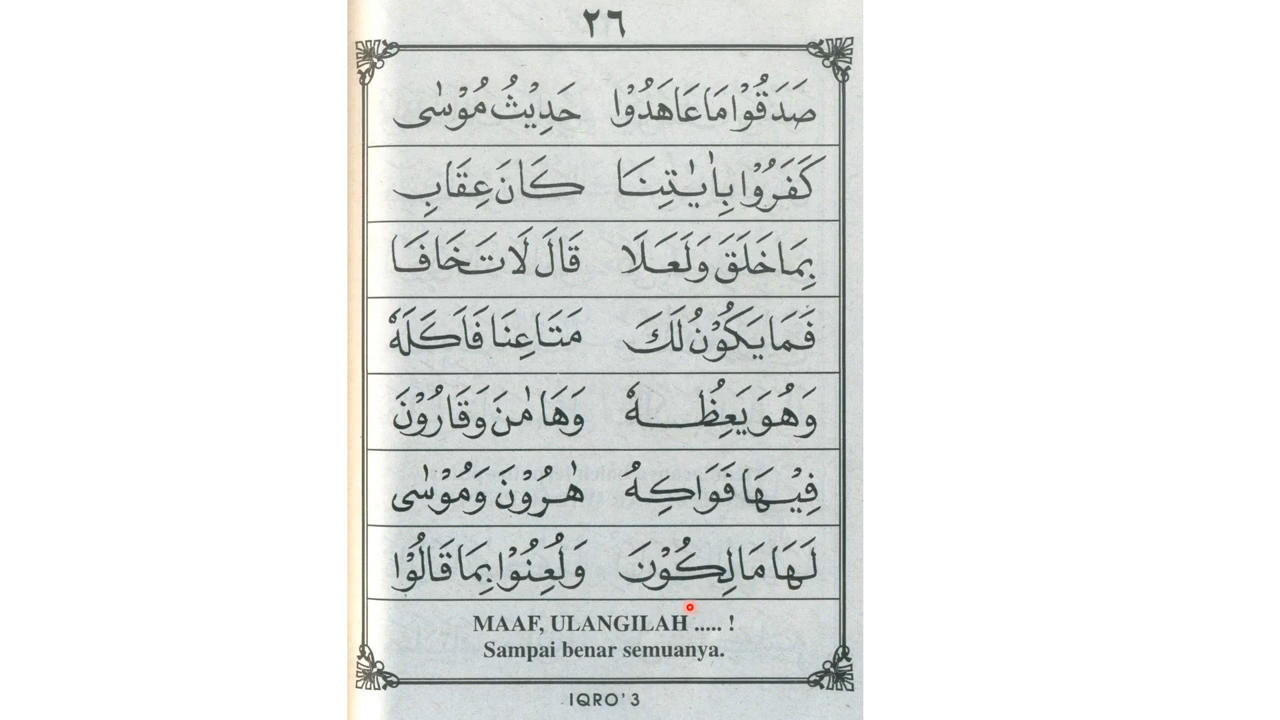 ٢٦
صَدَقُوْا مَا عَاهَدُوْا حَدِيْثُ مُوْسٰى
كَفَرُوْا بِاٰيٰتِنَا كَانَ عِقَابِ
بِمَا خَلَقَ وَلَعَلَا قَالَ لَا تَخَافَا
فَمَا يَكُوْنُ لَكَ مَتَاعِنَا فَاَكَلَهٗ
وَهُوَ يَعِظُهٗ وَهَامٰنَ وَقَارُوْنَ
فِيْهَا فَوَاكِهُ هٰرُوْنَ وَمُوْسٰى
لَهَا مَالِكُوْنَ وَلُعِنُوْا بِمَا قَالُوْا
MAAF, ULANGILAH ..... !
Sampai benar semuanya.
IQRO' 3